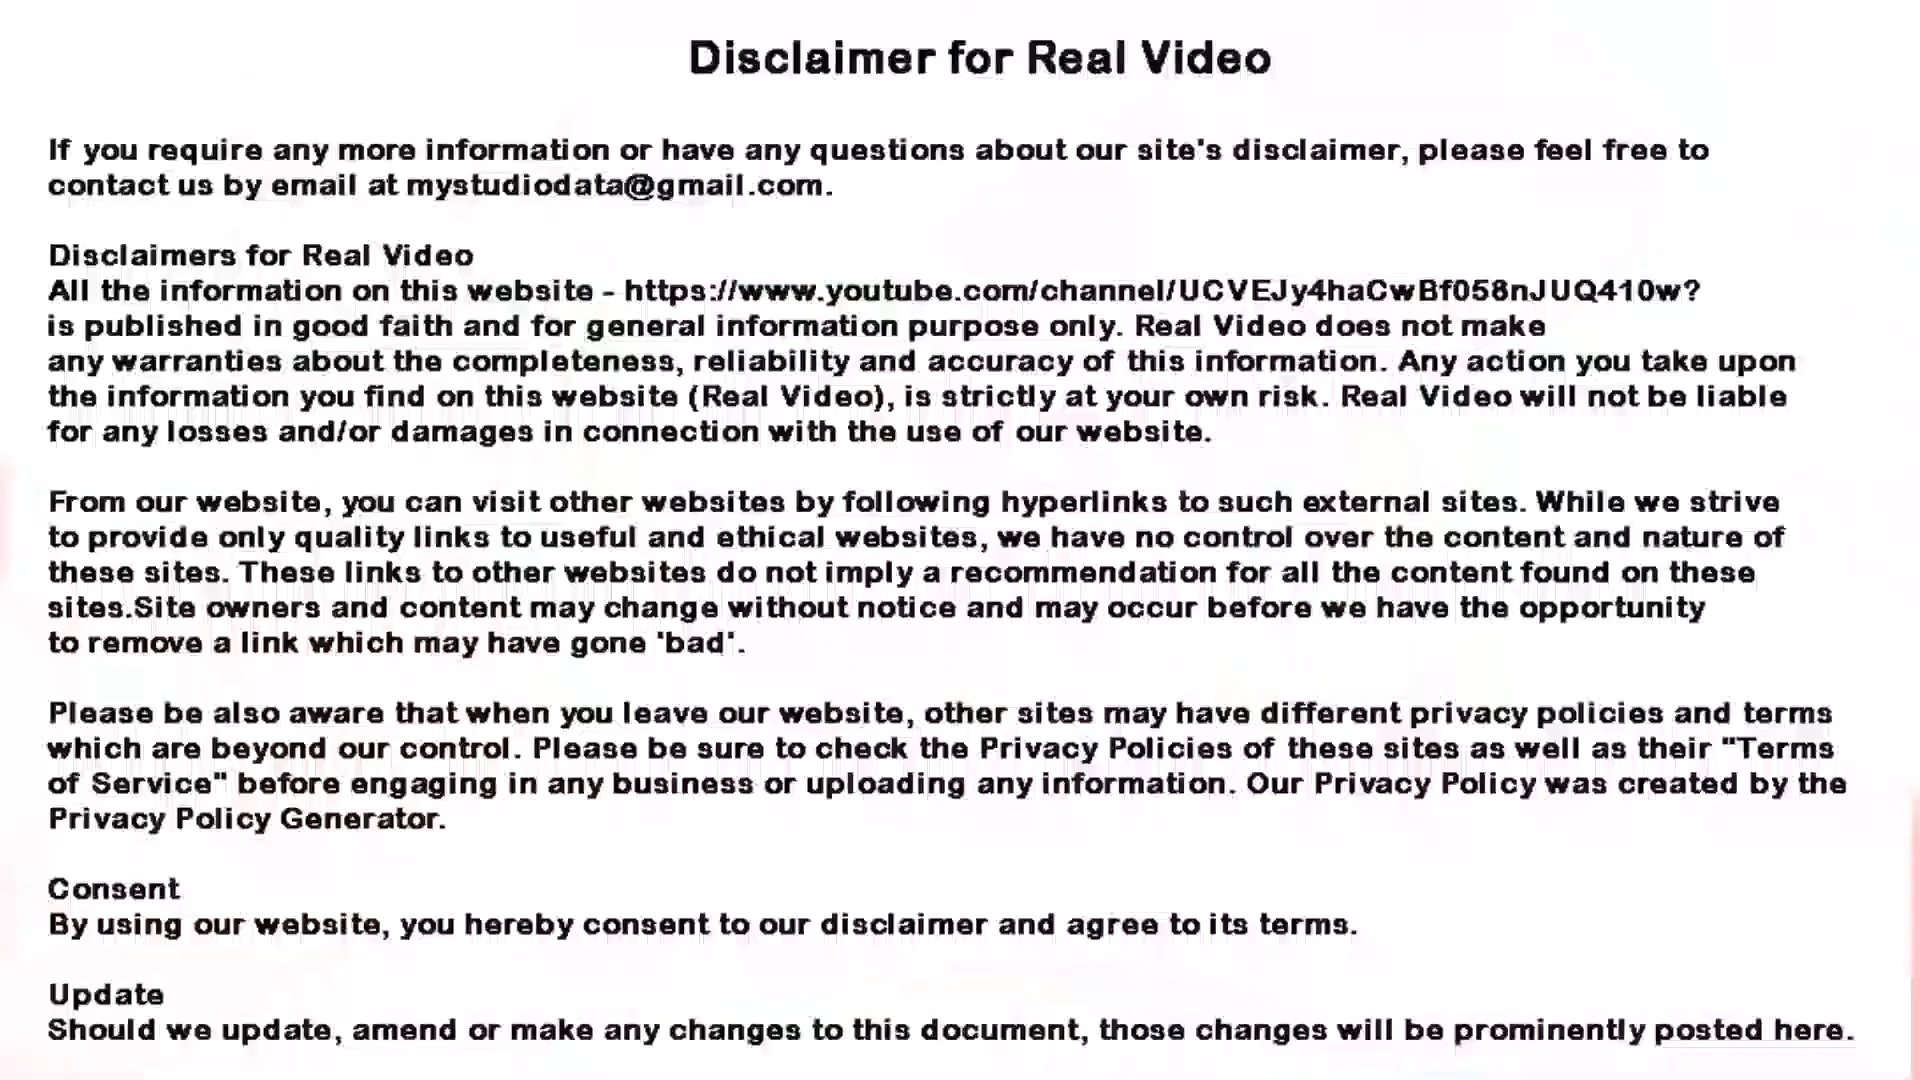 Disclaimer for Real Video
If you require any more information or have any questions about our site's disclaimer, please feel free to
contact us by email at mystudiodata@gmail.com.
Disclaimers for Real Video
All the information on this website - https://www.youtube.com/channel/UCVEJy4haCwBf058nJUQ410w?
is published in good faith and for general information purpose only. Real Video does not make
any warranties about the completeness, reliability and accuracy of this information. Any action you take upon
the information you find on this website (Real Video), is strictly at your own risk. Real Video will not be liable
for any losses and/or damages in connection with the use of our website.
From our website, you can visit other websites by following hyperlinks to such external sites. While we strive
to provide only quality links to useful and ethical websites, we have no control over the content and nature of
these sites. These links to other websites do not imply a recommendation for all the content found on these
sites.Site owners and content may change without notice and may occur before we have the opportunity
to remove a link which may have gone 'bad'.
Please be also aware that when you leave our website, other sites may have different privacy policies and terms
which are beyond our control. Please be sure to check the Privacy Policies of these sites as well as their "Terms
of Service" before engaging in any business or uploading any information. Our Privacy Policy was created by the
Privacy Policy Generator.
Consent
By using our website, you hereby consent to our disclaimer and agree to its terms.
Update
Should we update, amend or make any changes to this document, those changes will be prominently posted here.